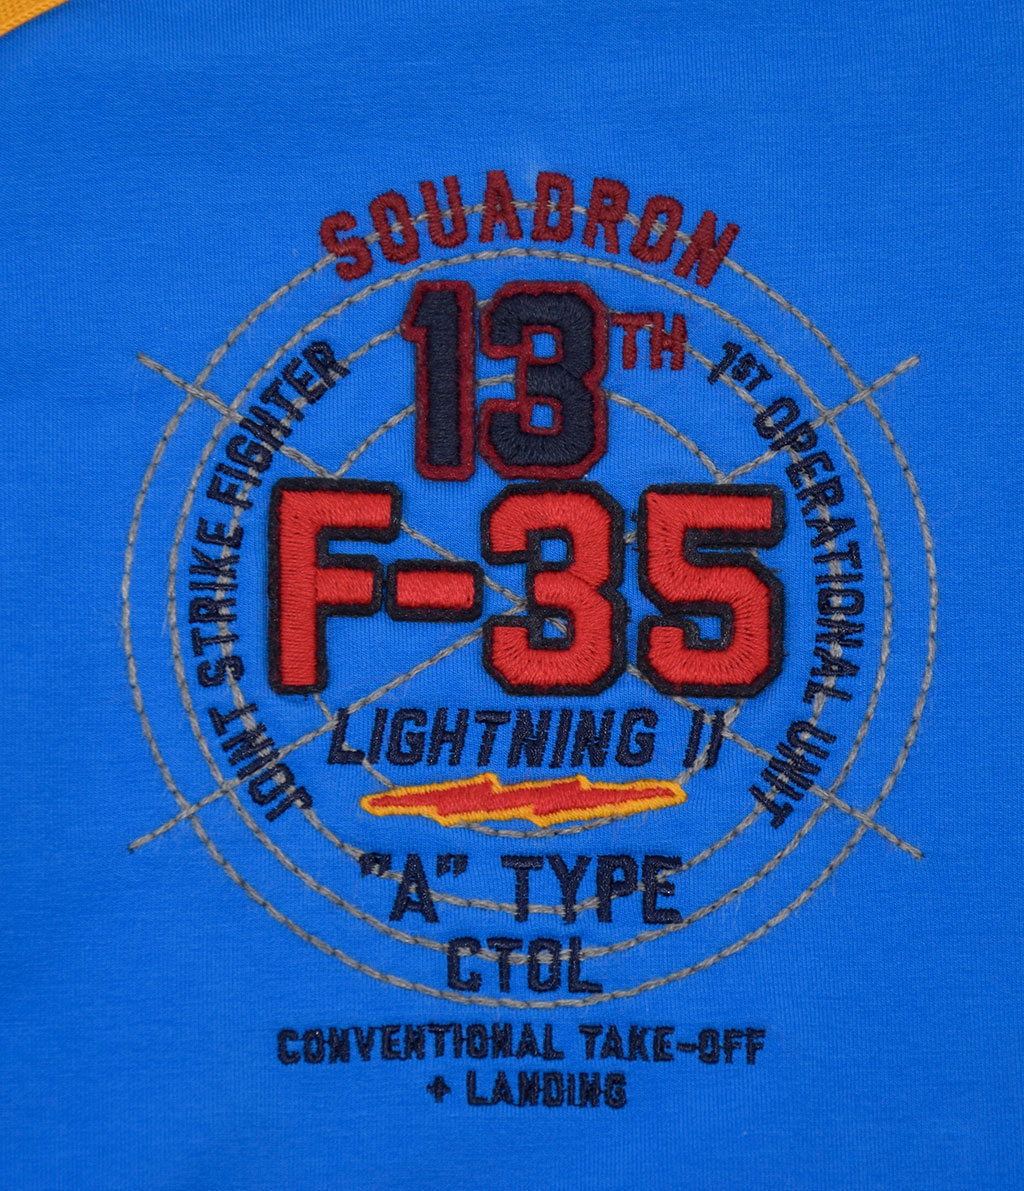 SQUADRON
13TH
JOINT STRIKE FIGHTER
1ST OPERATIONAL UNIT
F-35
LIGHTNING II
"A" TYPE
CTOL
CONVENTIONAL TAKE-OFF
+ LANDING